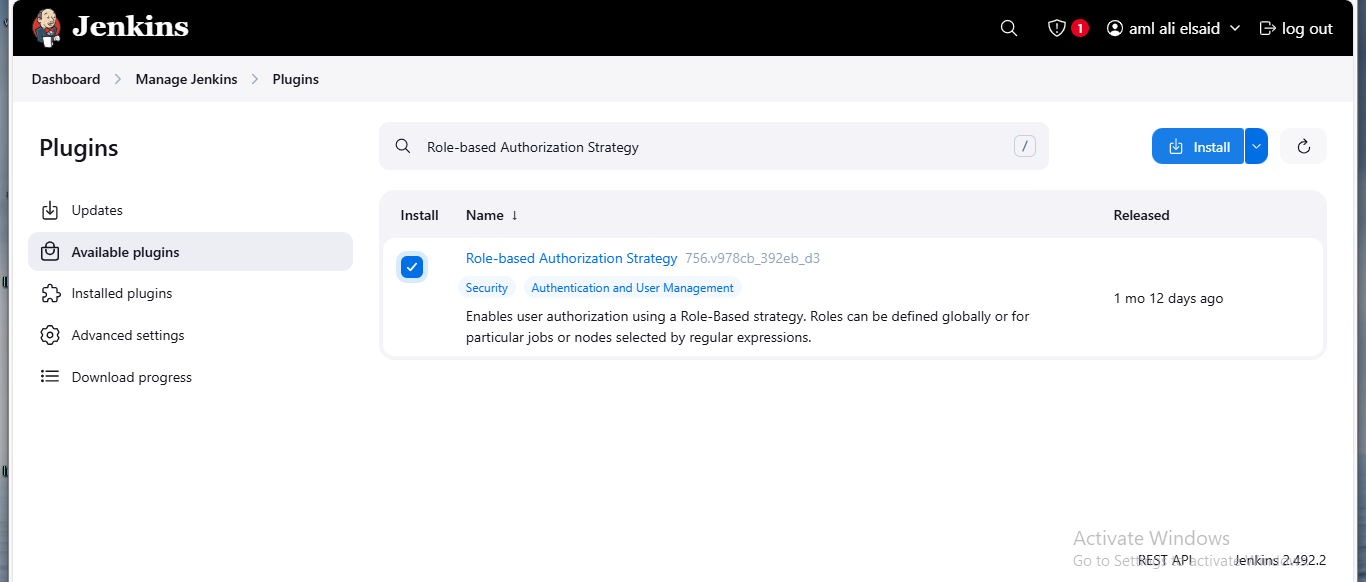 Jenkins
1 aml ali elsaid log out
Dashboard Manage Jenkins Plugins
Plugins
Role-based Authorization Strategy /
Install
Updates
Available plugins
Installed plugins
Advanced settings
Download progress
Install Name ↓ Released
Role-based Authorization Strategy 756.v978cb_392eb_d3
Security Authentication and User Management
Enables user authorization using a Role-Based strategy. Roles can be defined globally or for
particular jobs or nodes selected by regular expressions.
1 mo 12 days ago
Activate Windows
Go to Settings to activate Windows.
REST API Jenkins 2.492.2